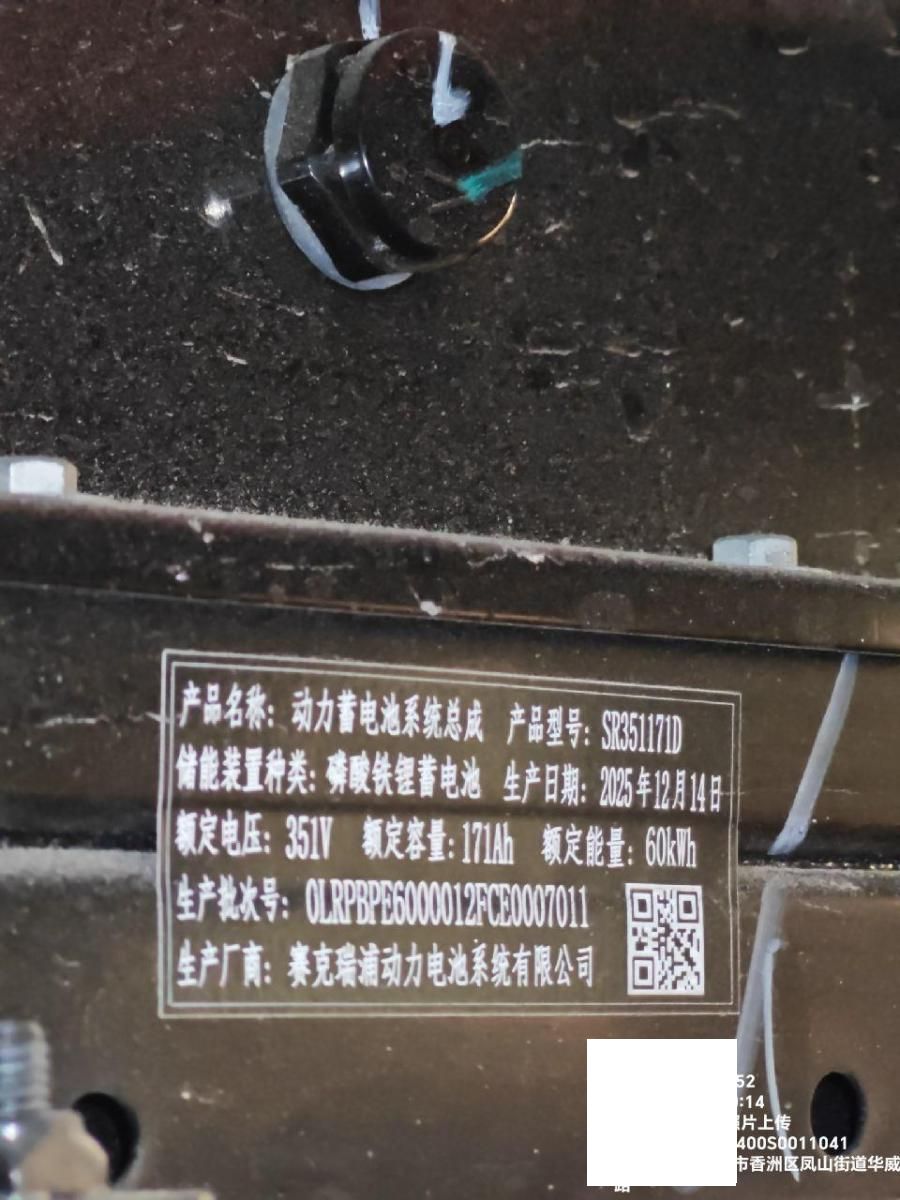 产品名称：动力蓄电池系统总成 产品型号：SR351171D
储能装置种类：磷酸铁锂蓄电池 生产日期：2025年12月14日
额定电压：351V 额定容量：171Ah 额定能量：60kWh
生产批次号：0LRPBPE6000012FCE0007011
生产厂商：赛克瑞浦动力电池系统有限公司
52
:14
照片上传
400S0011041
市香洲区凤山街道华威
路